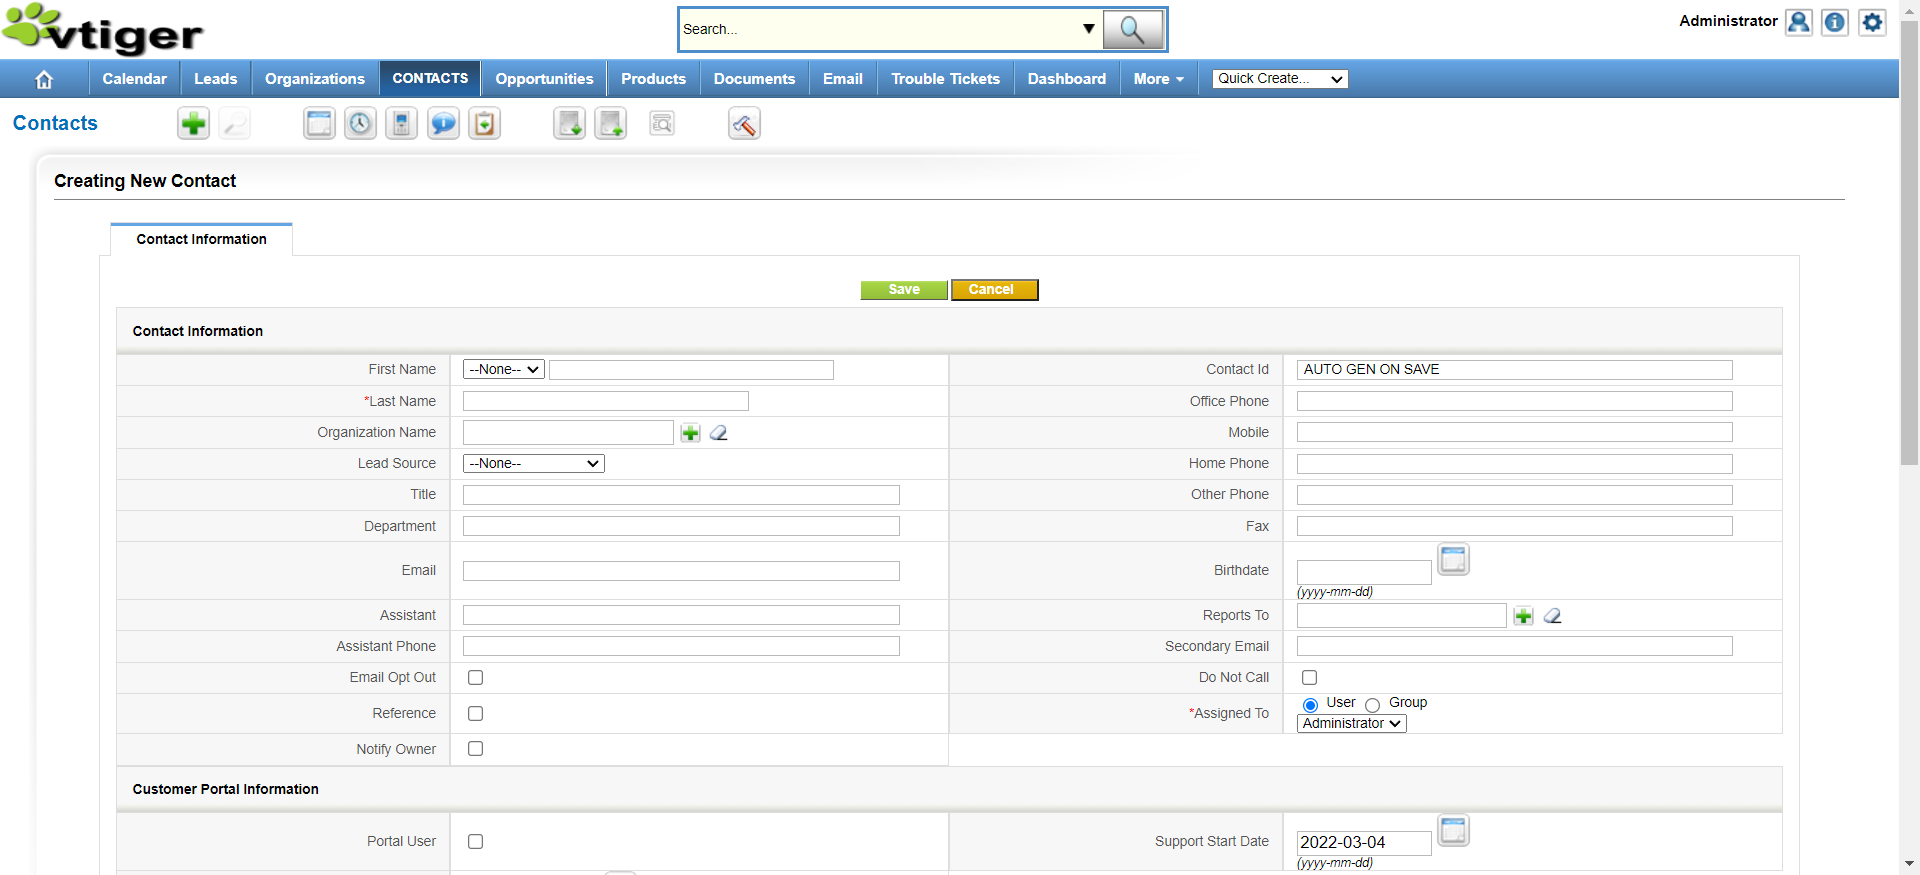 vtiger
Search...
Administrator
Calendar
Leads
Organizations
CONTACTS
Opportunities
Products
Documents
Email
Trouble Tickets
Dashboard
More
Quick Create...
Contacts
Creating New Contact
Contact Information
Save
Cancel
Contact Information
First Name
--None--
Contact Id
AUTO GEN ON SAVE
*Last Name
Office Phone
Organization Name
Mobile
Lead Source
--None--
Home Phone
Title
Other Phone
Department
Fax
Email
Birthdate
(yyyy-mm-dd)
Assistant
Reports To
Assistant Phone
Secondary Email
Email Opt Out
Do Not Call
Reference
*Assigned To
User
Group
Administrator
Notify Owner
Customer Portal Information
Portal User
Support Start Date
2022-03-04
(yyyy-mm-dd)